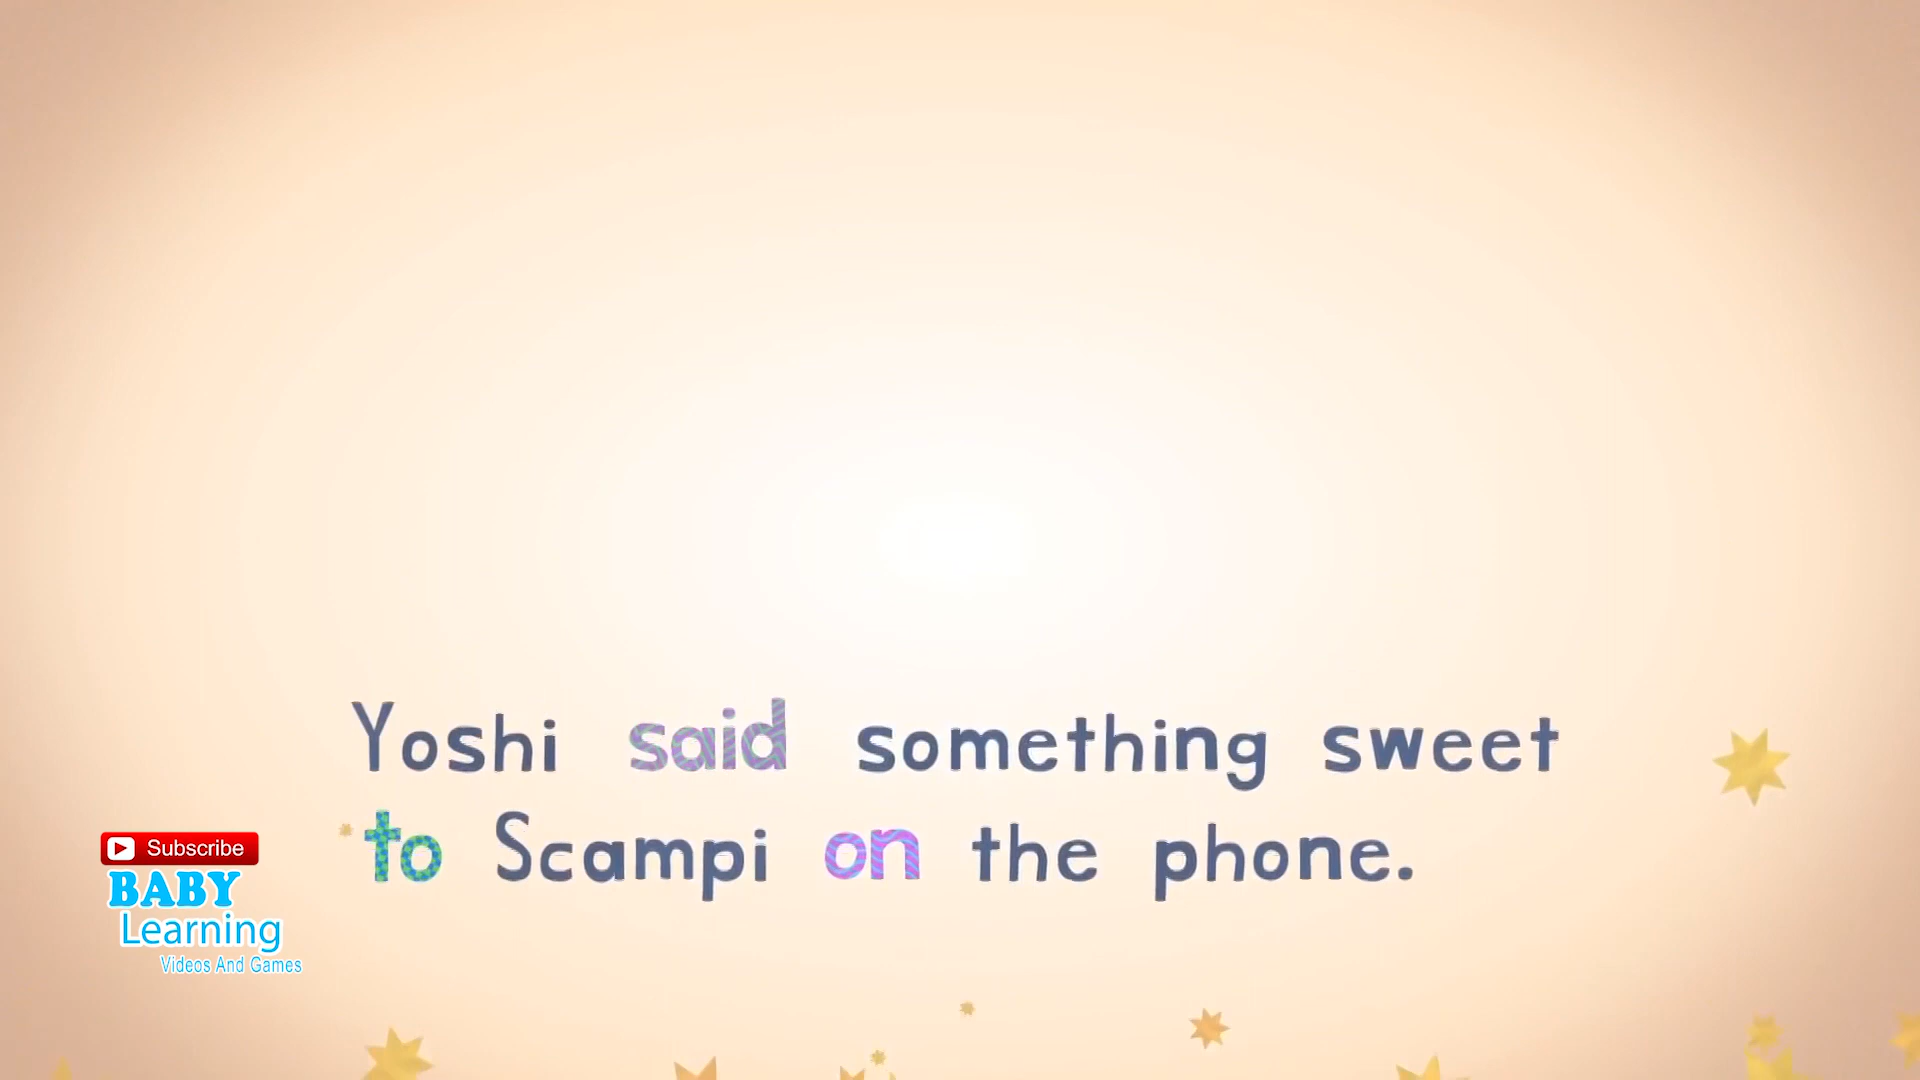 Yoshi said something sweet
to Scampi on the phone.
Subscribe
BABY
Learning
Videos And Games